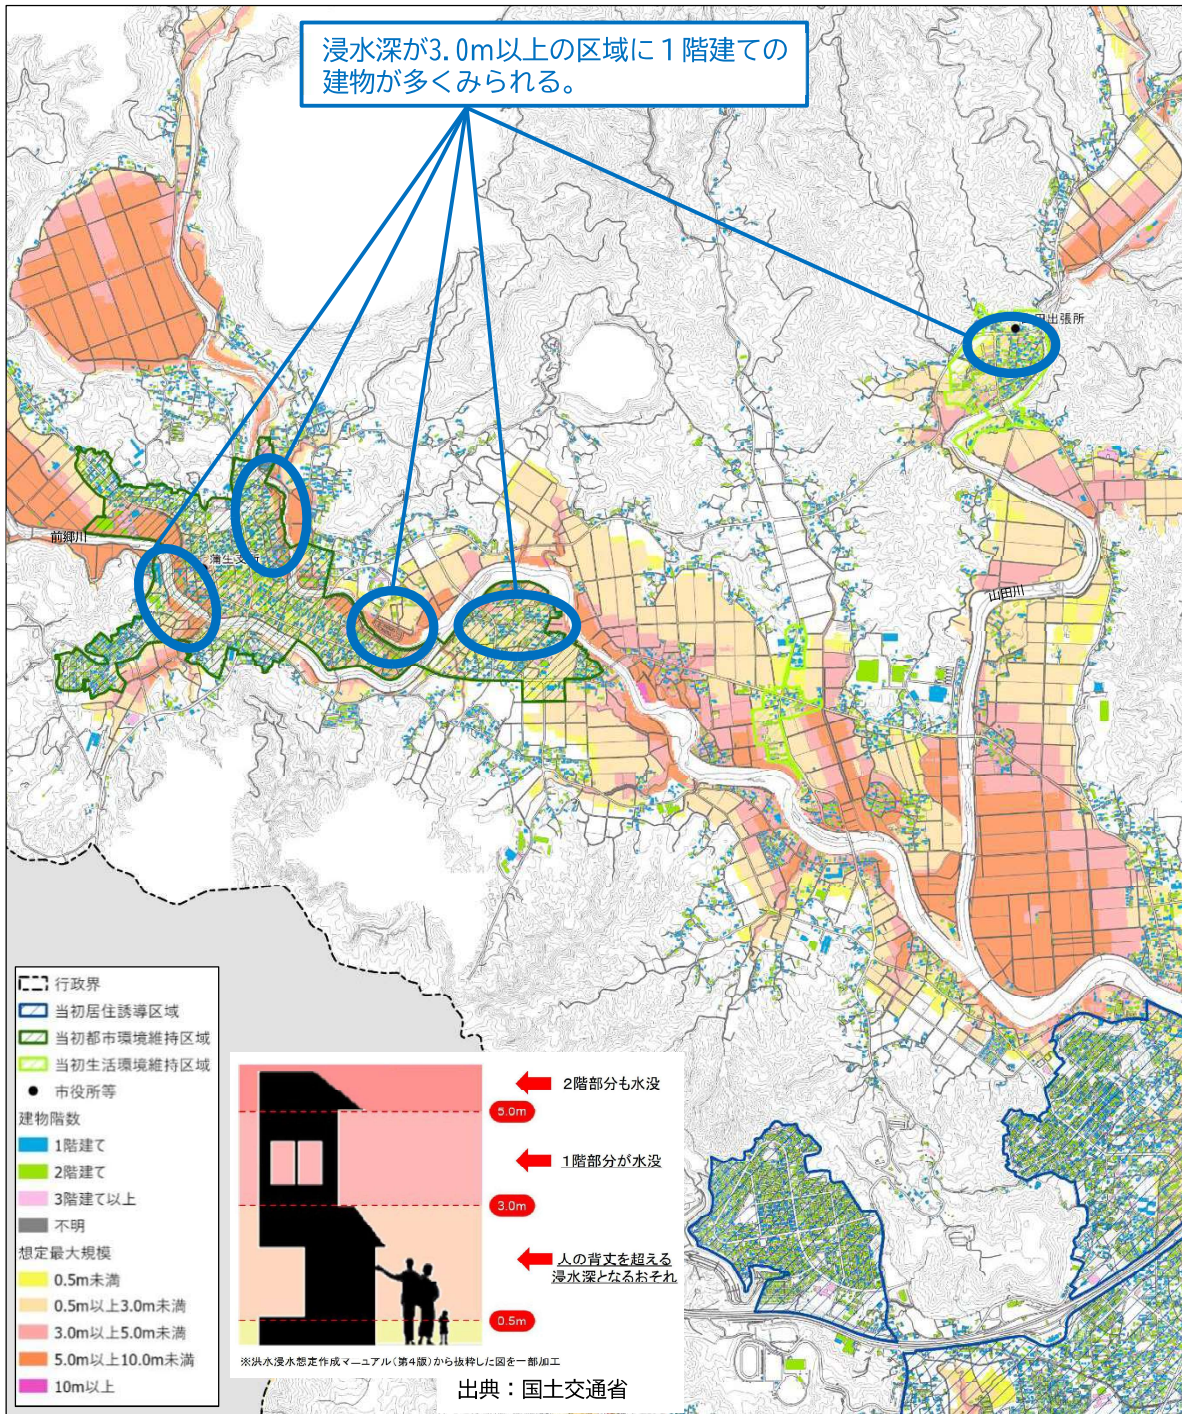 浸水深が3.0m以上の区域に１階建ての
建物が多くみられる。
出張所
前郷川
蒲生支
山田川
行政界
当初居住誘導区域
当初都市環境維持区域
当初生活環境維持区域
市役所等
建物階数
1階建て
2階建て
3階建て以上
不明
想定最大規模
0.5m未満
0.5m以上3.0m未満
3.0m以上5.0m未満
5.0m以上10.0m未満
10m以上
2階部分も水没
5.0m
1階部分が水没
3.0m
人の背丈を超える
浸水深となるおそれ
0.5m
※洪水浸水想定作成マニュアル（第4版）から抜粋した図を一部加工
出典：国土交通省